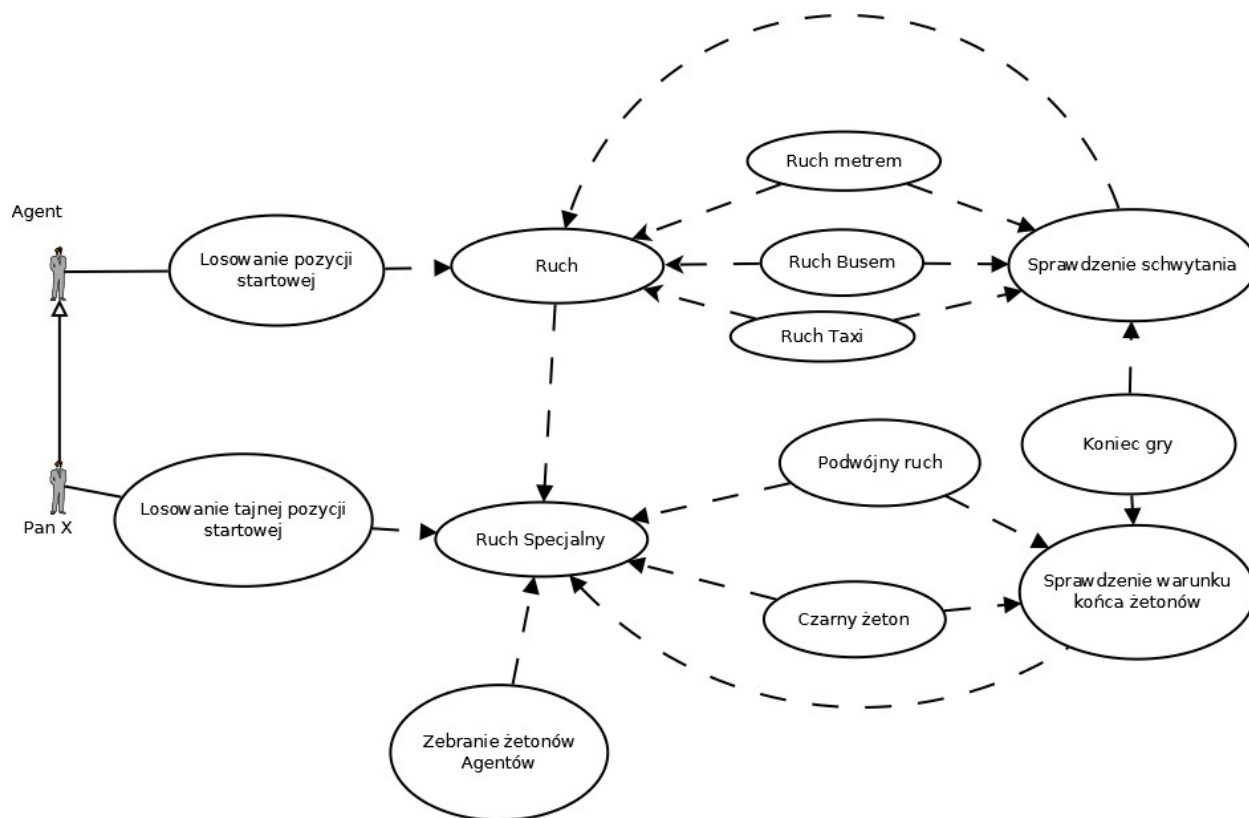 Ruch metrem
Agent
Losowanie pozycji
startowej
Ruch
Ruch Busem
Sprawdzenie schwytania
Ruch Taxi
Podwójny ruch
Koniec gry
Pan X
Losowanie tajnej pozycji
startowej
Ruch Specjalny
Sprawdzenie warunku
końca żetonów
Czarny żeton
Zebranie żetonów
Agentów